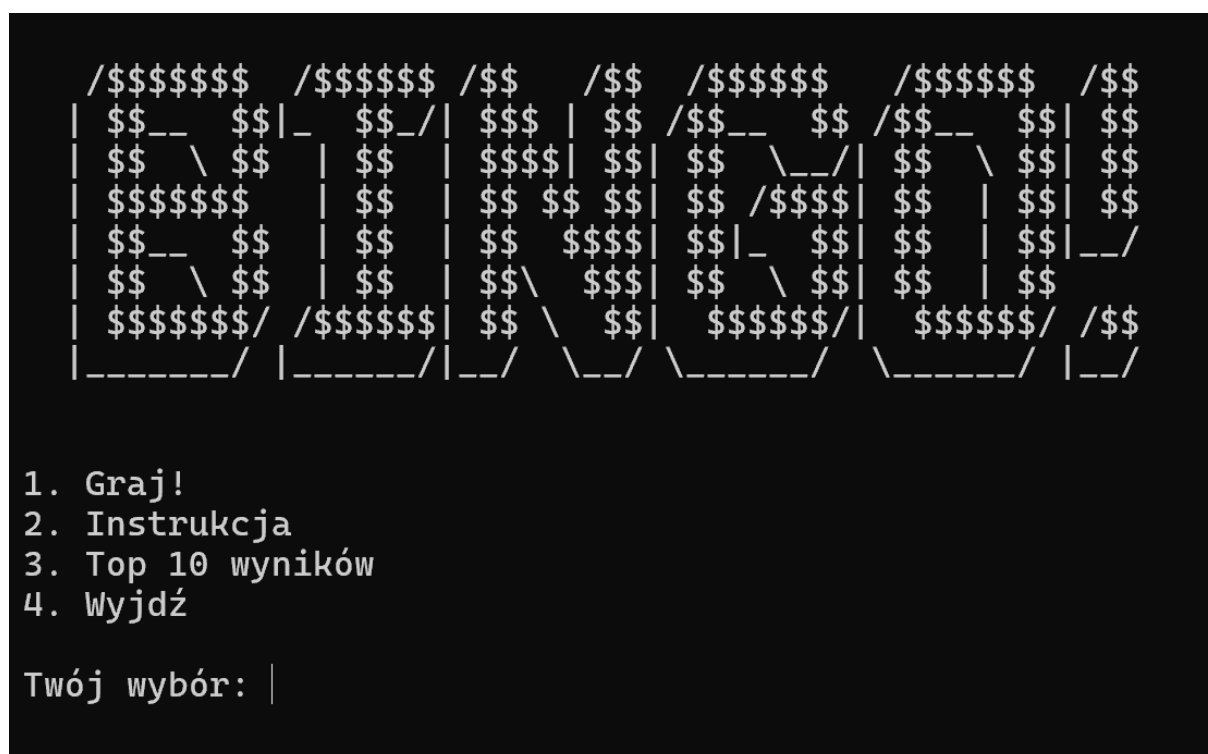 BINGO!
1. Graj!
2. Instrukcja
3. Top 10 wyników
4. Wyjdź
Twój wybór: